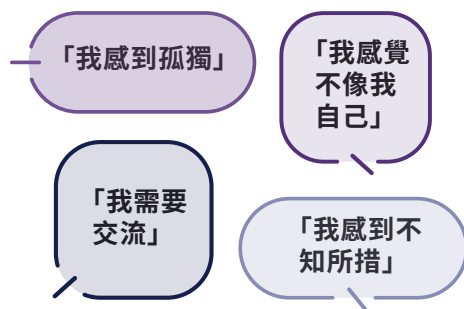 「我感到孤獨」
「我感覺
不像我
自己」
「我需要
交流」
「我感到不
知所措」